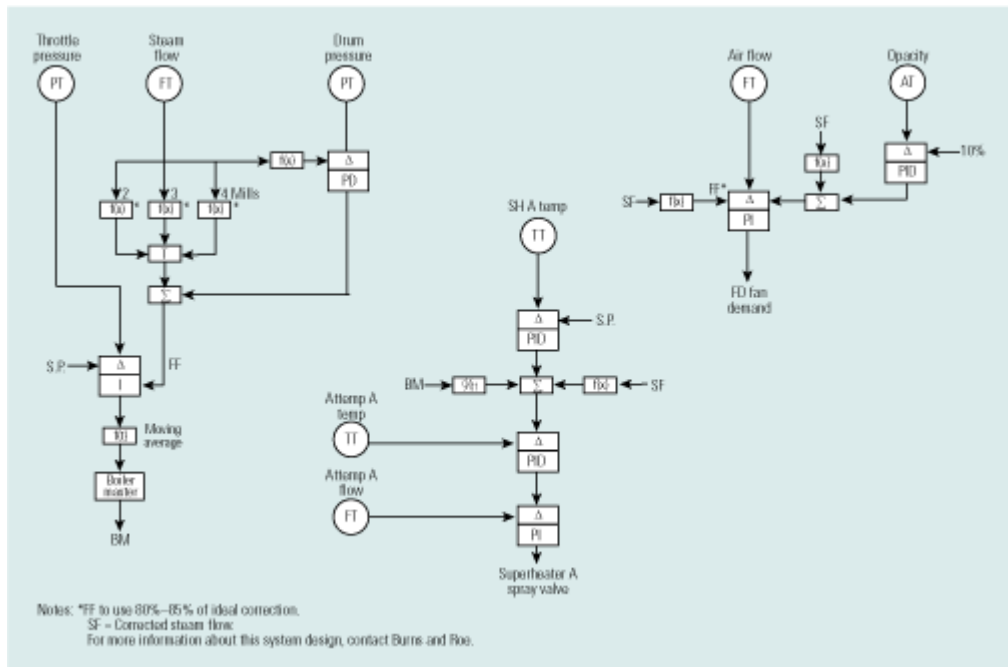 Throttle
pressure
PT
Steam
flow
FT
Drum
pressure
PT
f(x)
Δ
PD
2
f(x)
*
3
f(x)
*
4 Mills
f(x)
*
T
Σ
S.P.
Δ
I
FF
Moving
average
Boiler
master
BM
SH A temp
TT
Δ
PID
S.P.
BM
Σ
f(x)
SF
Attemp A
temp
TT
Δ
PID
Attemp A
flow
FT
Δ
PI
Superheater A
spray valve
Air flow
FT
Opacity
AT
SF
f(x)
Δ
PID
10%
SF
f(x)
FF*
Δ
PI
Σ
FD fan
demand
Notes: *FF to use 80%–85% of ideal correction.
SF = Corrected steam flow.
For more information about this system design, contact Burns and Roe.